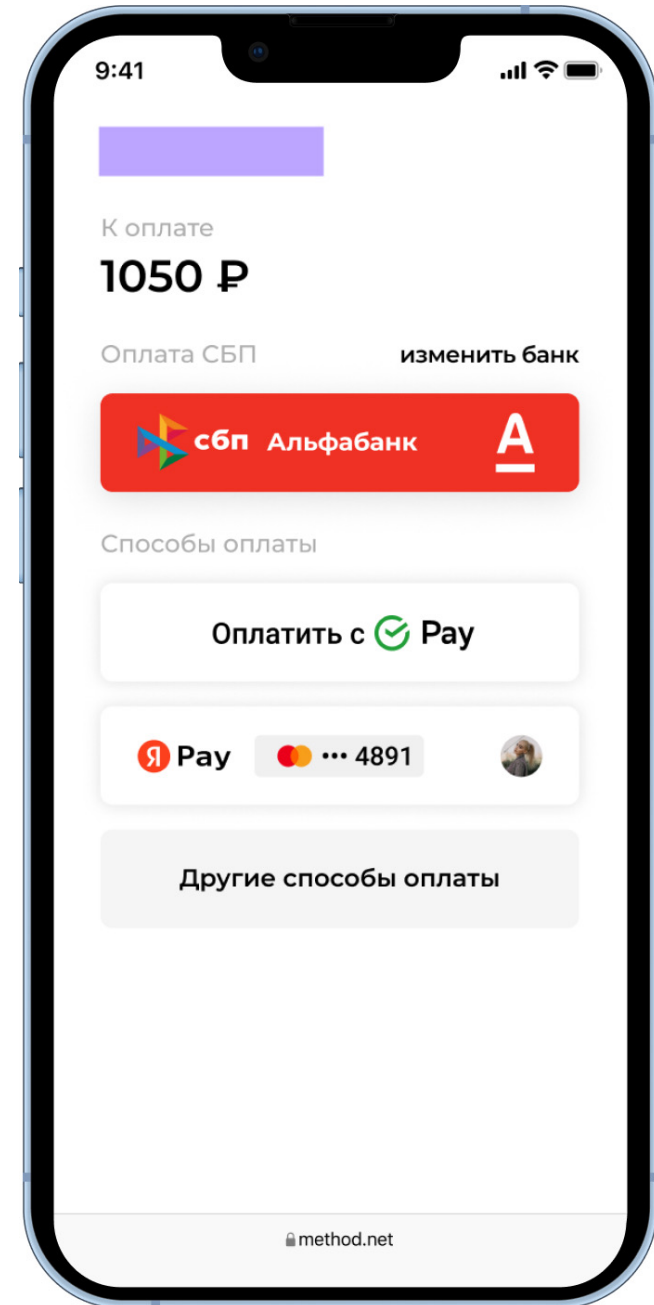 9:41
К оплате
1050 ₽
Оплата СБП изменить банк
сбп Альфабанк А
Способы оплаты
Оплатить с Pay
Я Pay ••• 4891
Другие способы оплаты
method.net